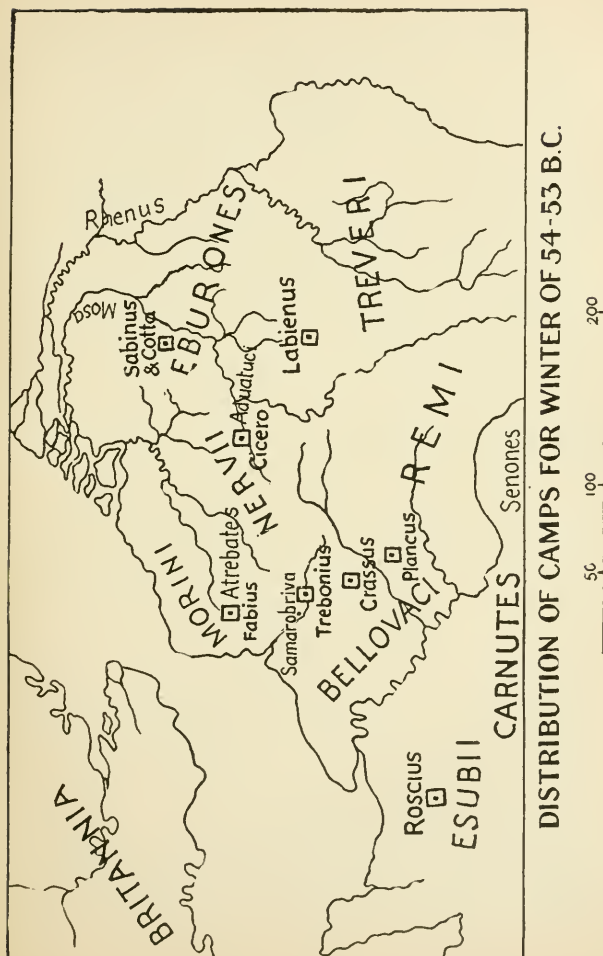 BRITANNIA
MORINI
Atrebates
Fabius
NERVII
Aduatuci
Cicero
Samarobriva
Trebonius
Crassus
BELLOVACI
Plancus
Roscius
ESUBII
CARNUTES
Senones
REMI
Labienus
TREVERI
EBURONES
Sabinus
& Cotta
Mosa
Rhenus
DISTRIBUTION OF CAMPS FOR WINTER OF 54-53 B.C.
50
100
200